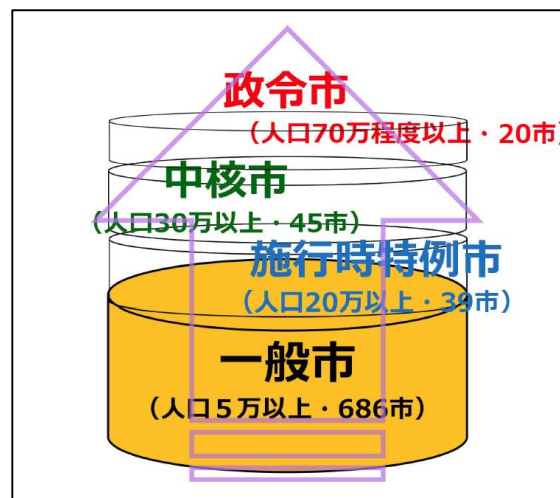 政令市
（人口70万程度以上・20市）
中核市
（人口30万以上・45市）
施行時特例市
（人口20万以上・39市）
一般市
（人口５万以上・686市）